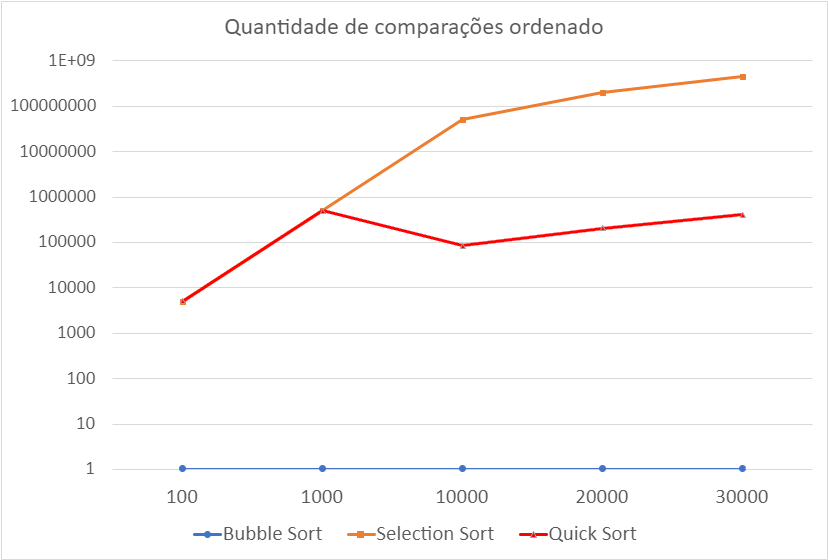 Quantidade de comparações ordenado
1E+09
100000000
10000000
1000000
100000
10000
1000
100
10
1
100 1000 10000 20000 30000
Bubble Sort Selection Sort Quick Sort